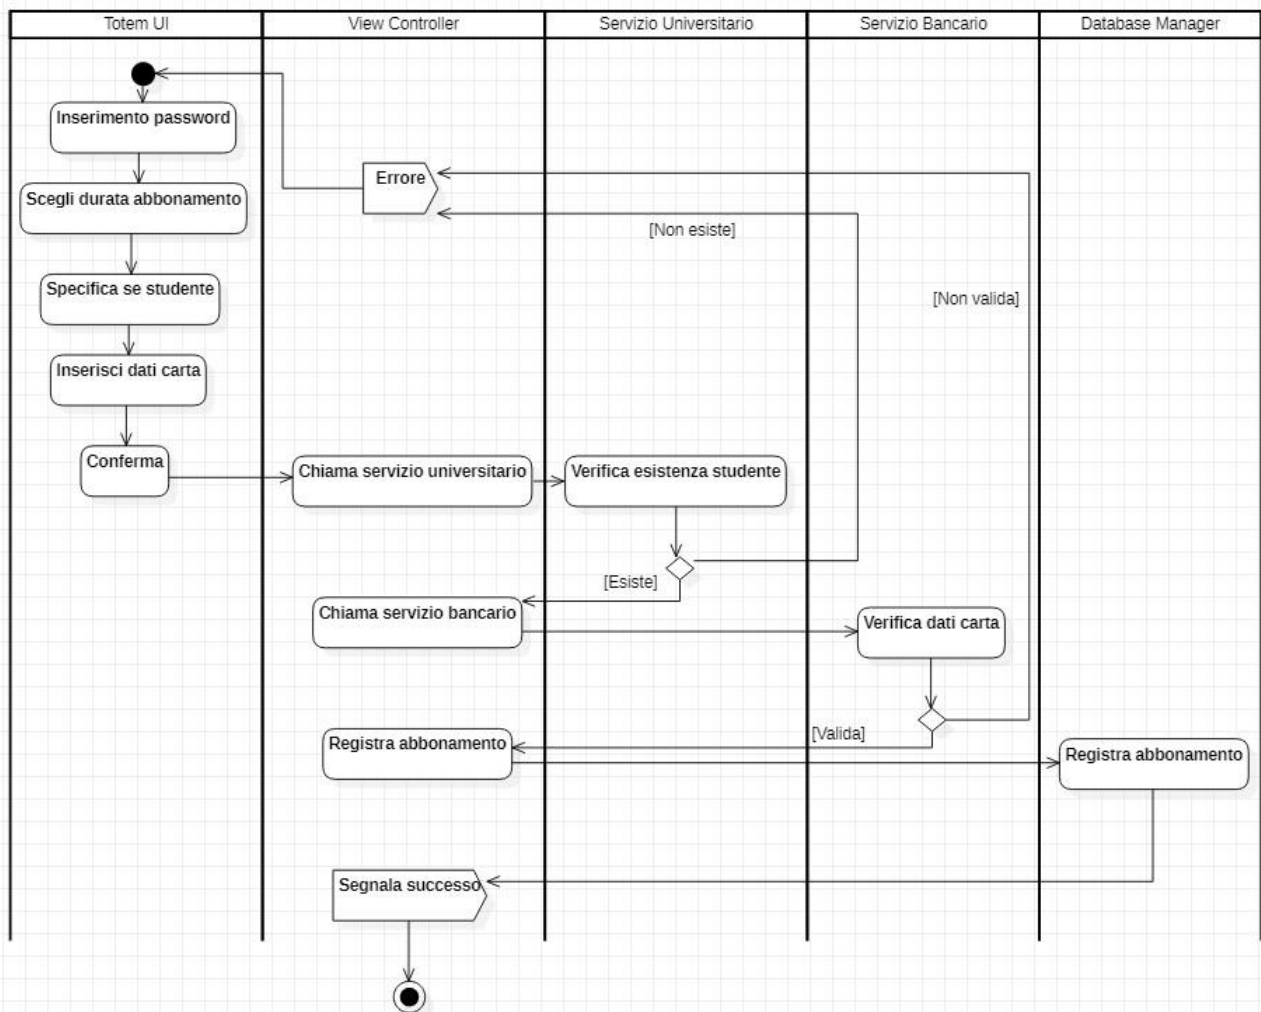 Totem UI
View Controller
Servizio Universitario
Servizio Bancario
Database Manager
Inserimento password
Errore
Scegli durata abbonamento
[Non esiste]
Specifica se studente
[Non valida]
Inserisci dati carta
Conferma
Chiama servizio universitario
Verifica esistenza studente
[Esiste]
Chiama servizio bancario
Verifica dati carta
[Valida]
Registra abbonamento
Registra abbonamento
Segnala successo